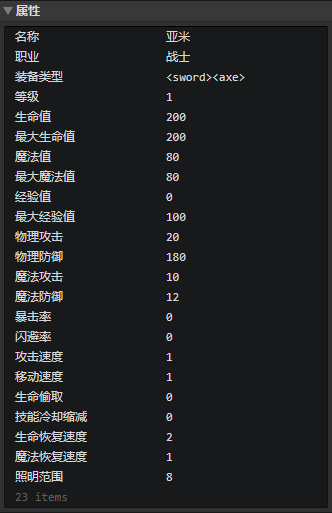 属性
名称 亚米
职业 战士
装备类型 <sword><axe>
等级 1
生命值 200
最大生命值 200
魔法值 80
最大魔法值 80
经验值 0
最大经验值 100
物理攻击 20
物理防御 180
魔法攻击 10
魔法防御 12
暴击率 0
闪避率 0
攻击速度 1
移动速度 1
生命偷取 0
技能冷却缩减 0
生命恢复速度 2
魔法恢复速度 1
照明范围 8
23 items